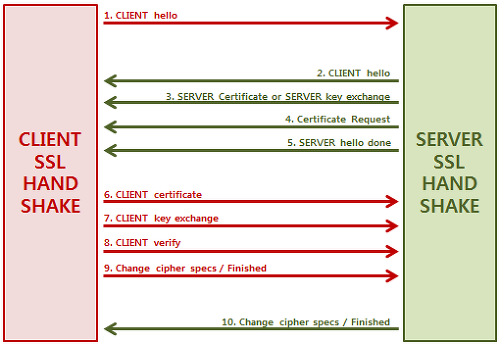 1. CLIENT hello
2. CLIENT hello
3. SERVER Certificate or SERVER key exchange
4. Certificate Request
5. SERVER hello done
CLIENT
SSL
HAND
SHAKE
SERVER
SSL
HAND
SHAKE
6. CLIENT certificate
7. CLIENT key exchange
8. CLIENT verify
9. Change cipher specs / Finished
10. Change cipher specs / Finished